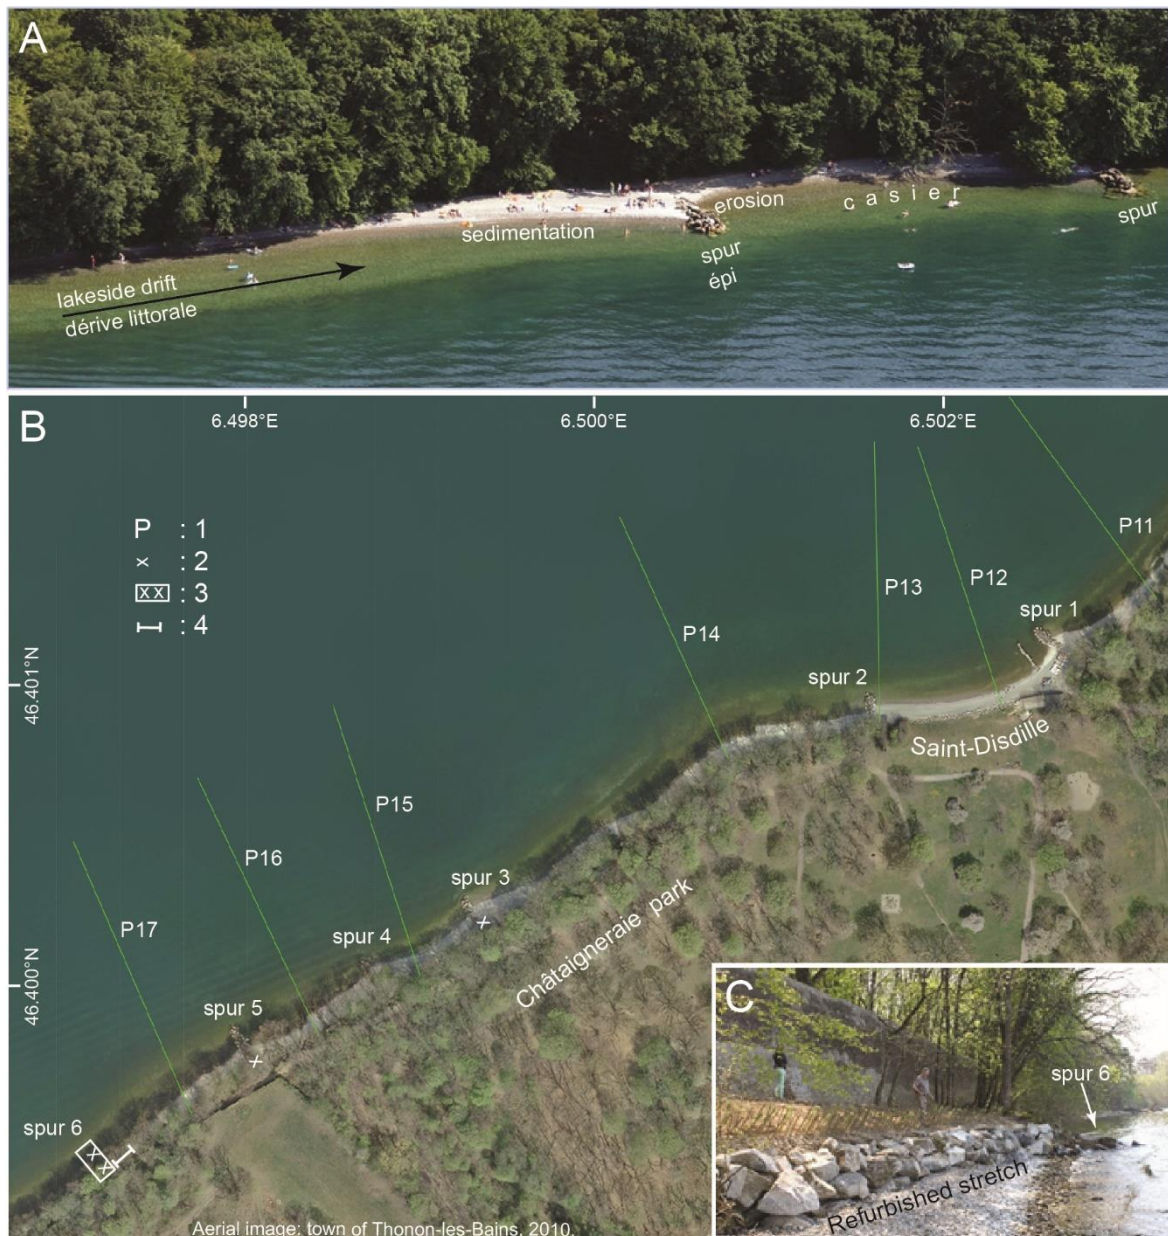 A
lakeside drift
dérive littorale
sedimentation
erosion
spur
épi
casier
spur
B
6.498°E
6.500°E
6.502°E
P : 1
x : 2
xx : 3
: 4
P11
P12
P13
P14
spur 1
spur 2
46.401°N
Saint-Disdille
P15
P16
P17
spur 3
spur 4
spur 5
spur 6
Châtaigneraie park
46.400°N
x
x
xx
Aerial image: town of Thonon-les-Bains, 2010.
C
spur 6
Refurbished stretch